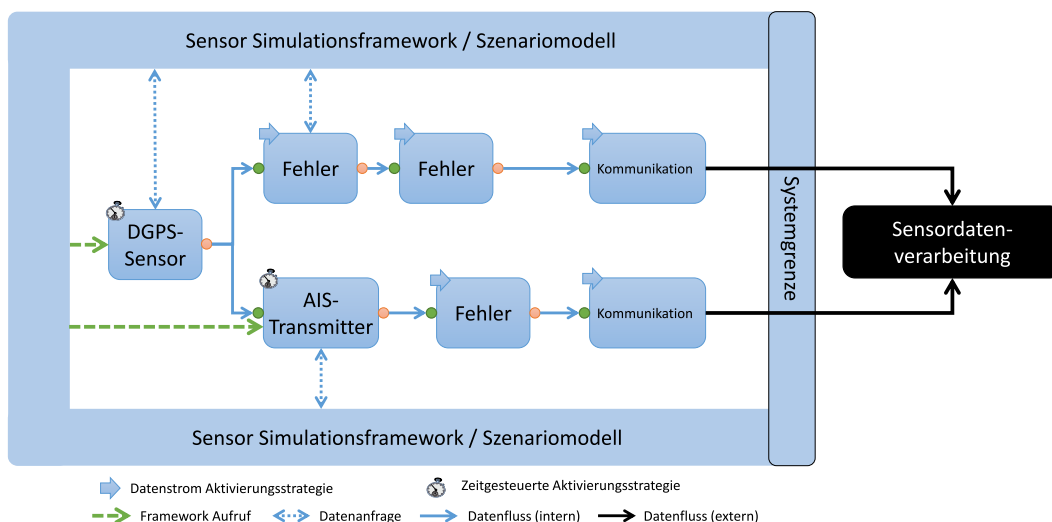 Sensor Simulationsframework / Szenariomodell
Fehler
Fehler
Kommunikation
DGPS-
Sensor
AIS-
Transmitter
Fehler
Kommunikation
Systemgrenze
Sensordaten-
verarbeitung
Sensor Simulationsframework / Szenariomodell
Datenstrom Aktivierungsstrategie
Zeitgesteuerte Aktivierungsstrategie
Framework Aufruf
Datenanfrage
Datenfluss (intern)
Datenfluss (extern)